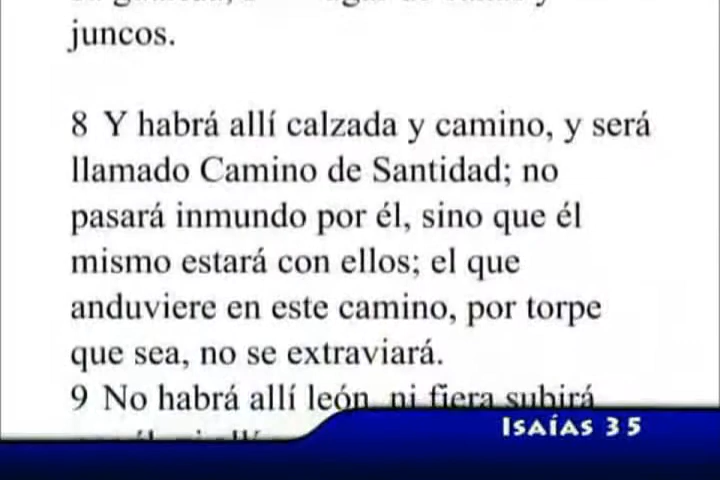 juncos.
8 Y habrá allí calzada y camino, y será
llamado Camino de Santidad; no
pasará inmundo por él, sino que él
mismo estará con ellos; el que
anduviere en este camino, por torpe
que sea, no se extraviará.
9 No habrá allí león, ni fiera subirá
ISAÍAS 35